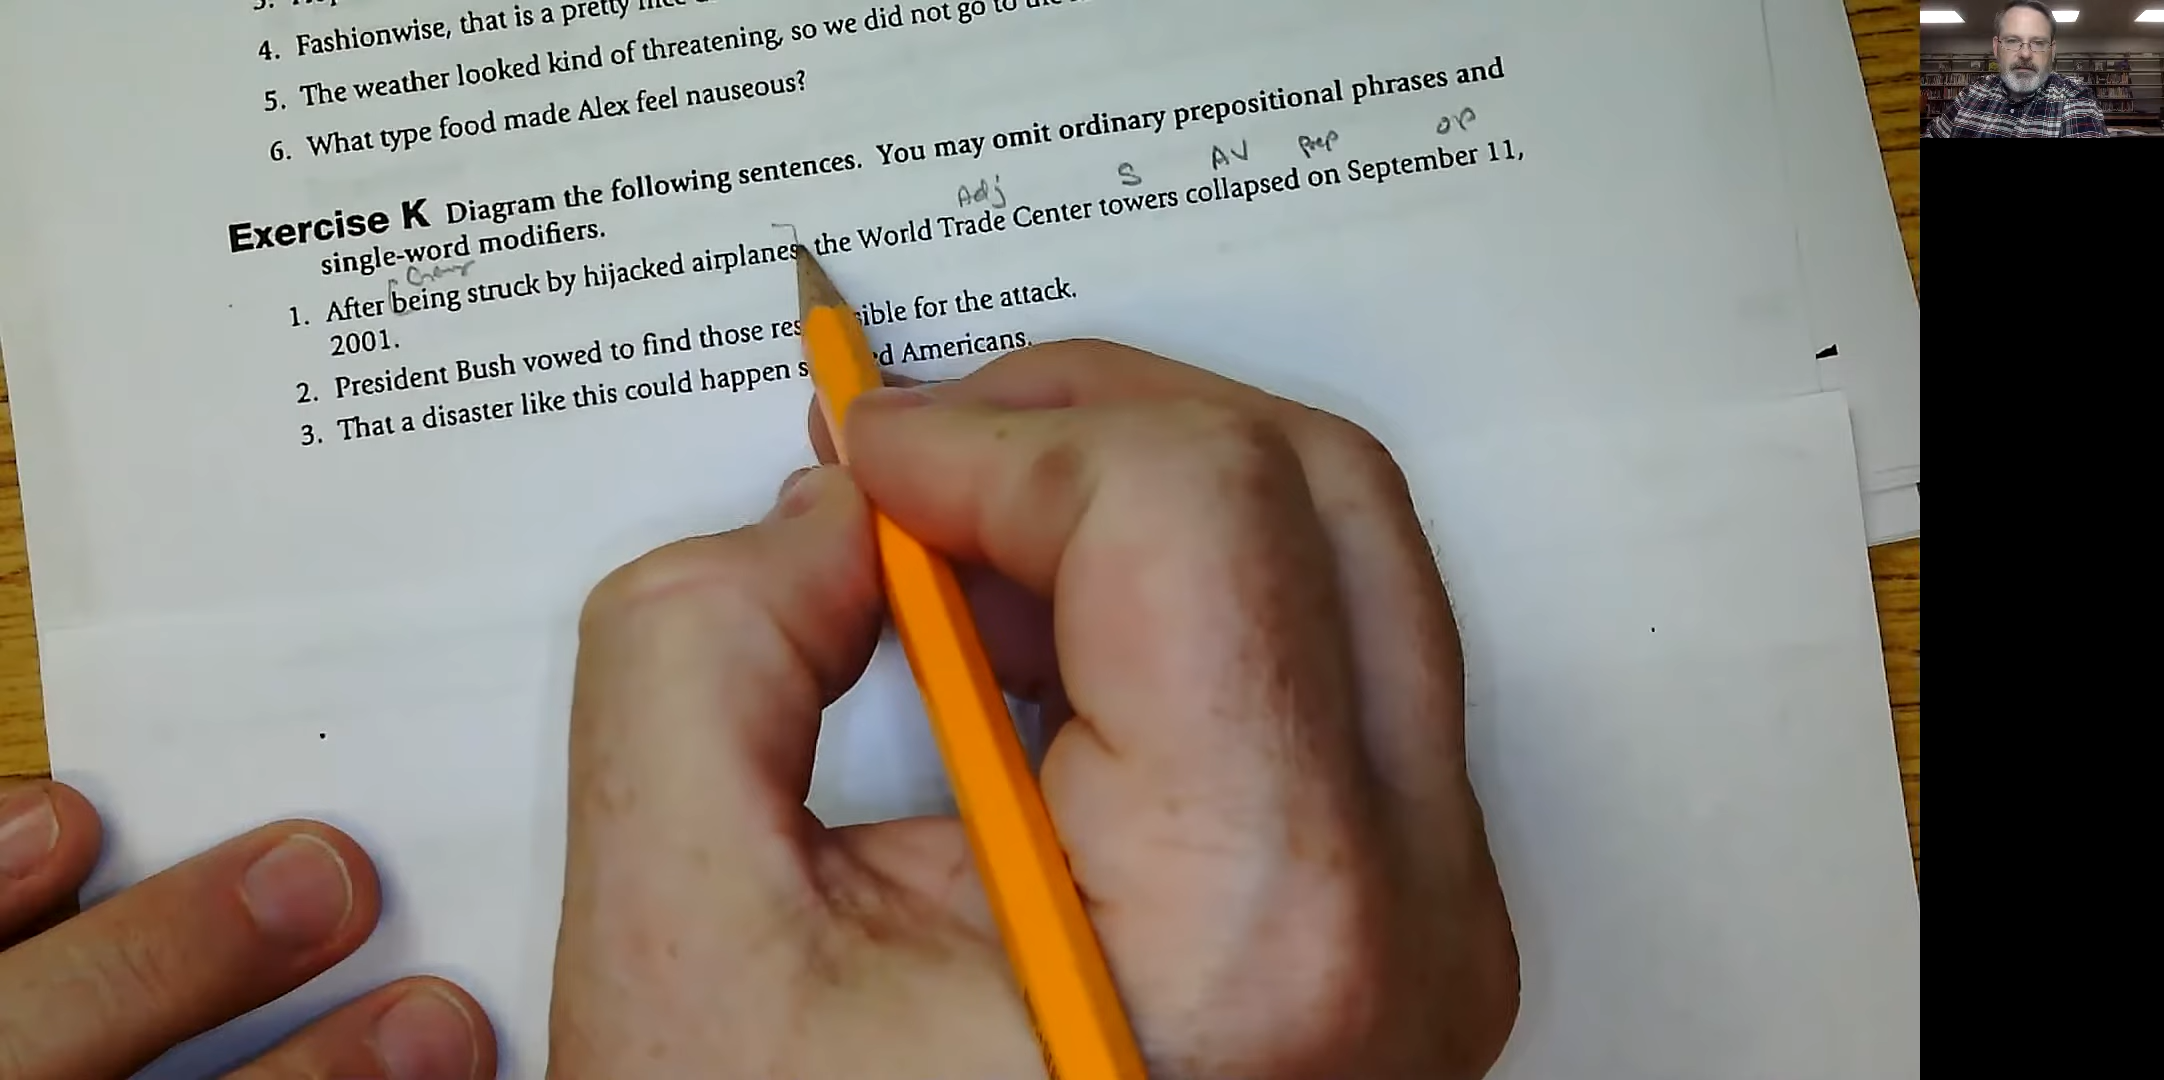 4. Fashionwise, that is a pretty
5. The weather looked kind of threatening, so we did not go to
6. What type food made Alex feel nauseous?
Exercise K Diagram the following sentences. You may omit ordinary prepositional phrases and
single-word modifiers.
Adj S AV prep OP
1. After being struck by hijacked airplanes, the World Trade Center towers collapsed on September 11,
2001.
2. President Bush vowed to find those for the attack.
3. That a disaster like this could happen Americans.